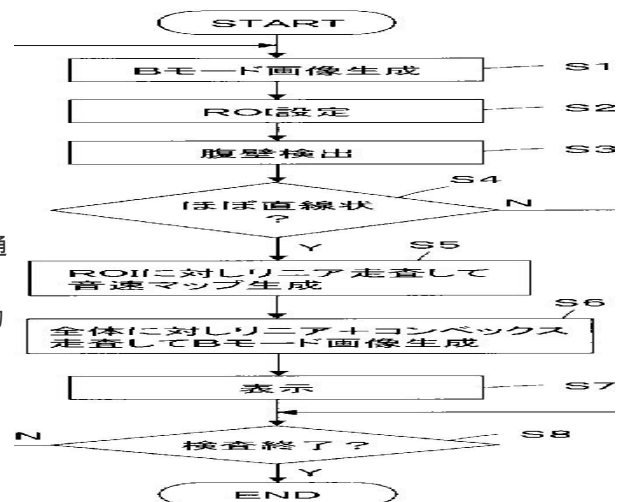 START
Bモード画像生成 S1
ROI設定 S2
腹壁検出 S3
S4
ほぼ直線状
?
N
Y
S5
ROIに対しリニア走査して
音速マップ生成
S6
全体に対しリニア+コンベックス
走査してBモード画像生成
表示 S7
N
検査終了? S8
Y
END